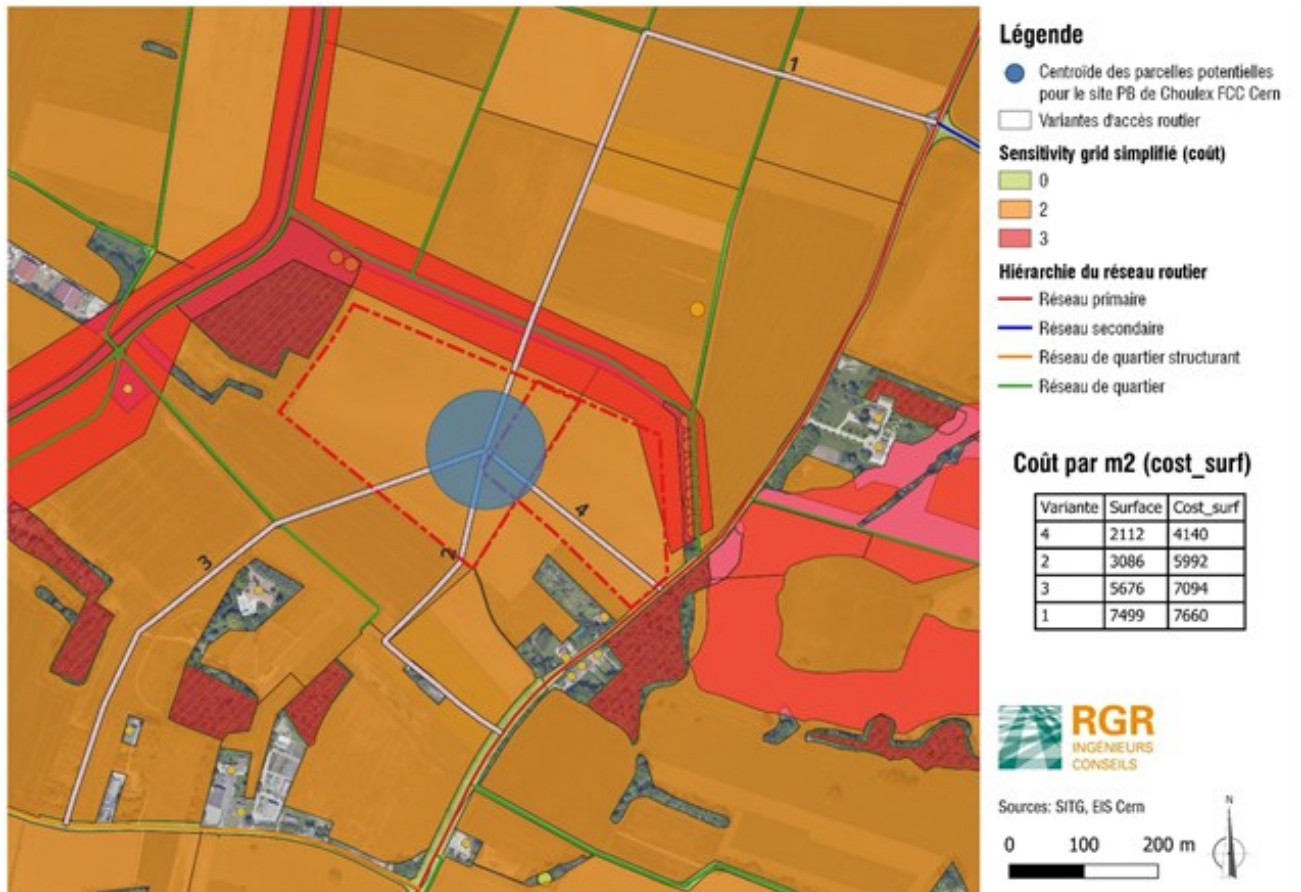 1
3
2
4
Légende
Centroïde des parcelles potentielles
pour le site PB de Choulex FCC Cern
Variantes d'accès routier
Sensitivity grid simplifié (coût)
0
2
3
Hiérarchie du réseau routier
Réseau primaire
Réseau secondaire
Réseau de quartier structurant
Réseau de quartier
Coût par m2 (cost_surf)
Variante Surface Cost_surf
4 2112 4140
2 3086 5992
3 5676 7094
1 7499 7660
RGR
INGÉNIEURS
CONSEILS
Sources: SITG, EIS Cern
N
0 100 200 m